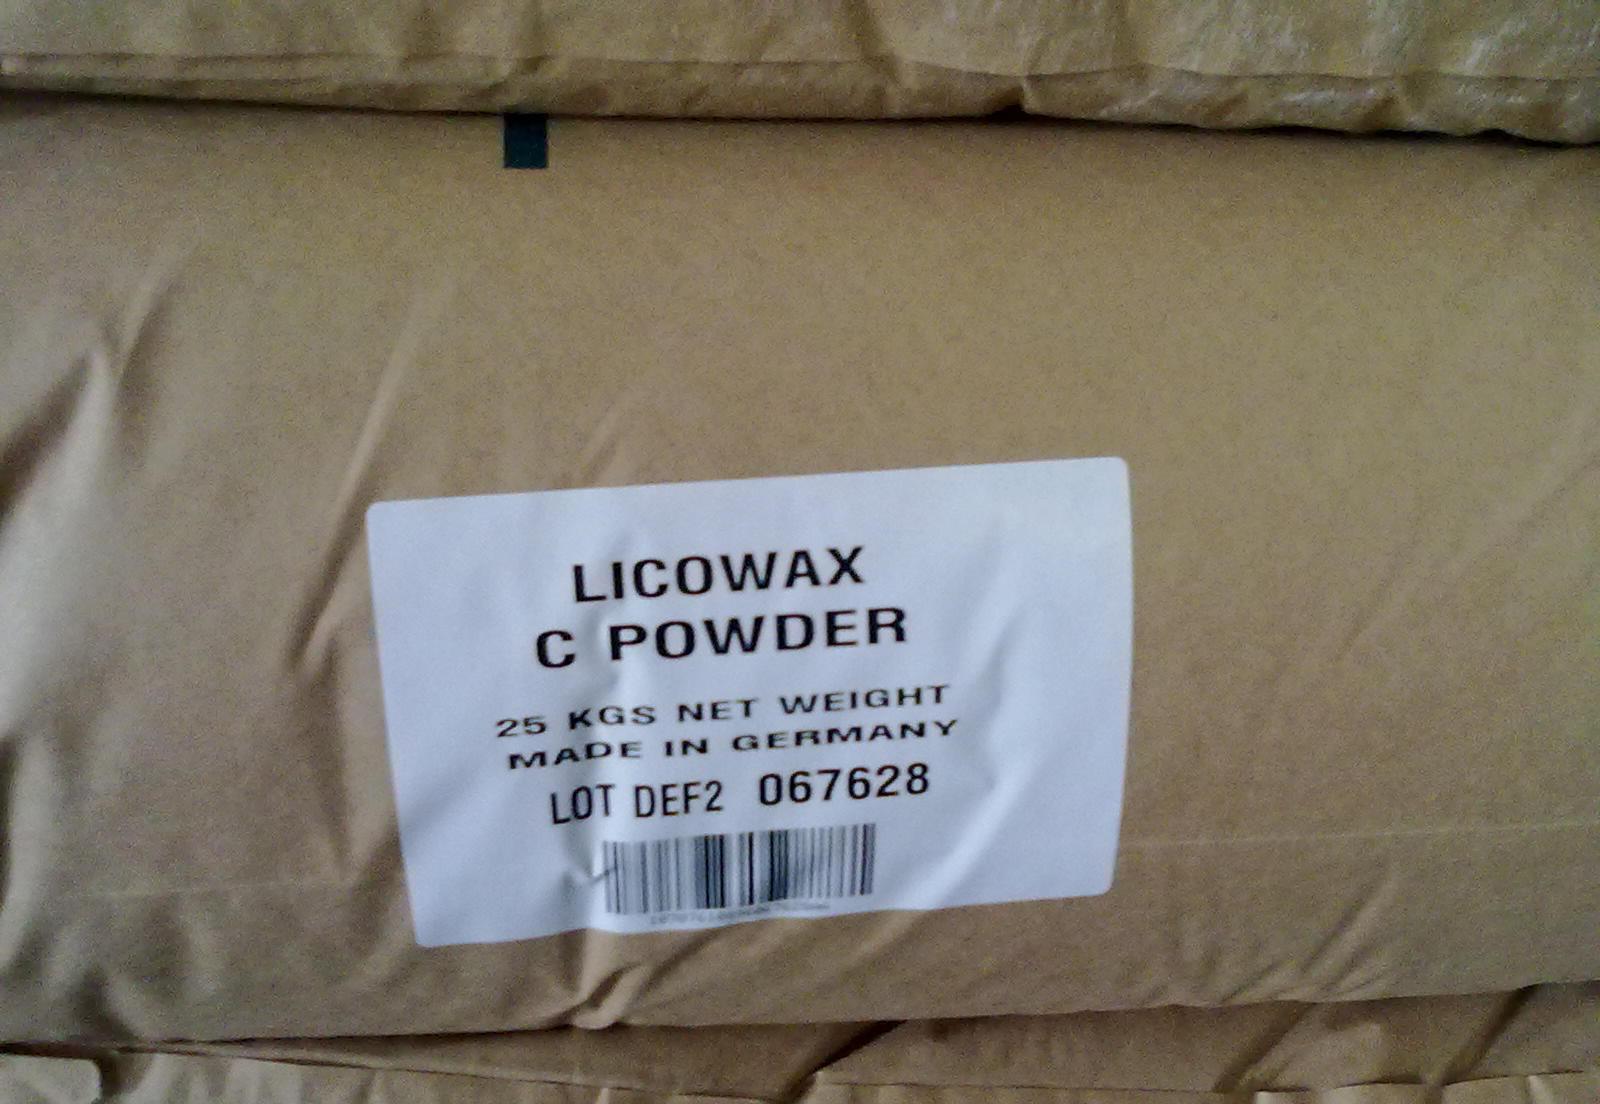 LICOWAX
C POWDER
25 KGS NET WEIGHT
MADE IN GERMANY
LOT DEF2 067628